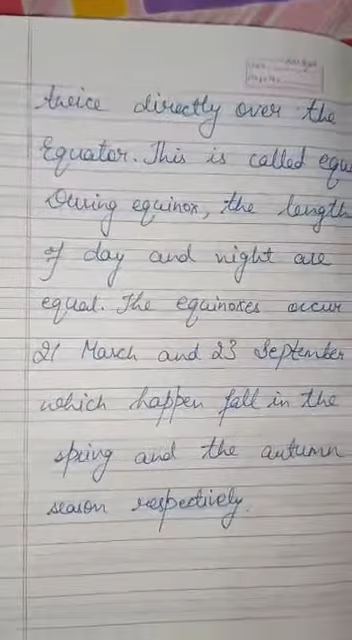 twice directly over the
Equator. This is called equ
During equinox, the length
of day and night are
equal. The equinoxes occur
21 March and 23 September
which happen fall in the
spring and the autumn
season respectively.